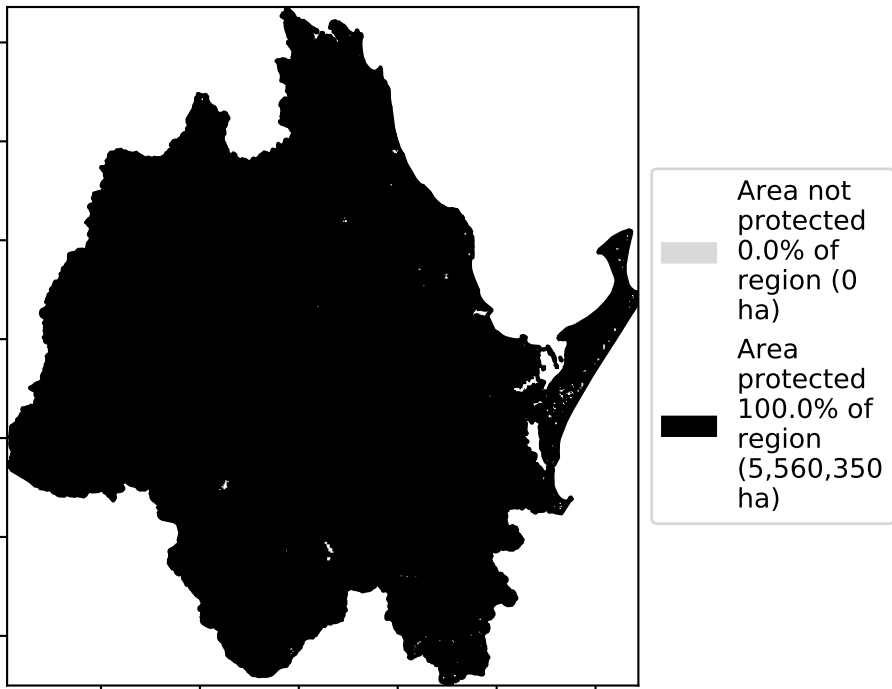 Area not
protected
0.0% of
region (0
ha)
Area
protected
100.0% of
region
(5,560,350
ha)